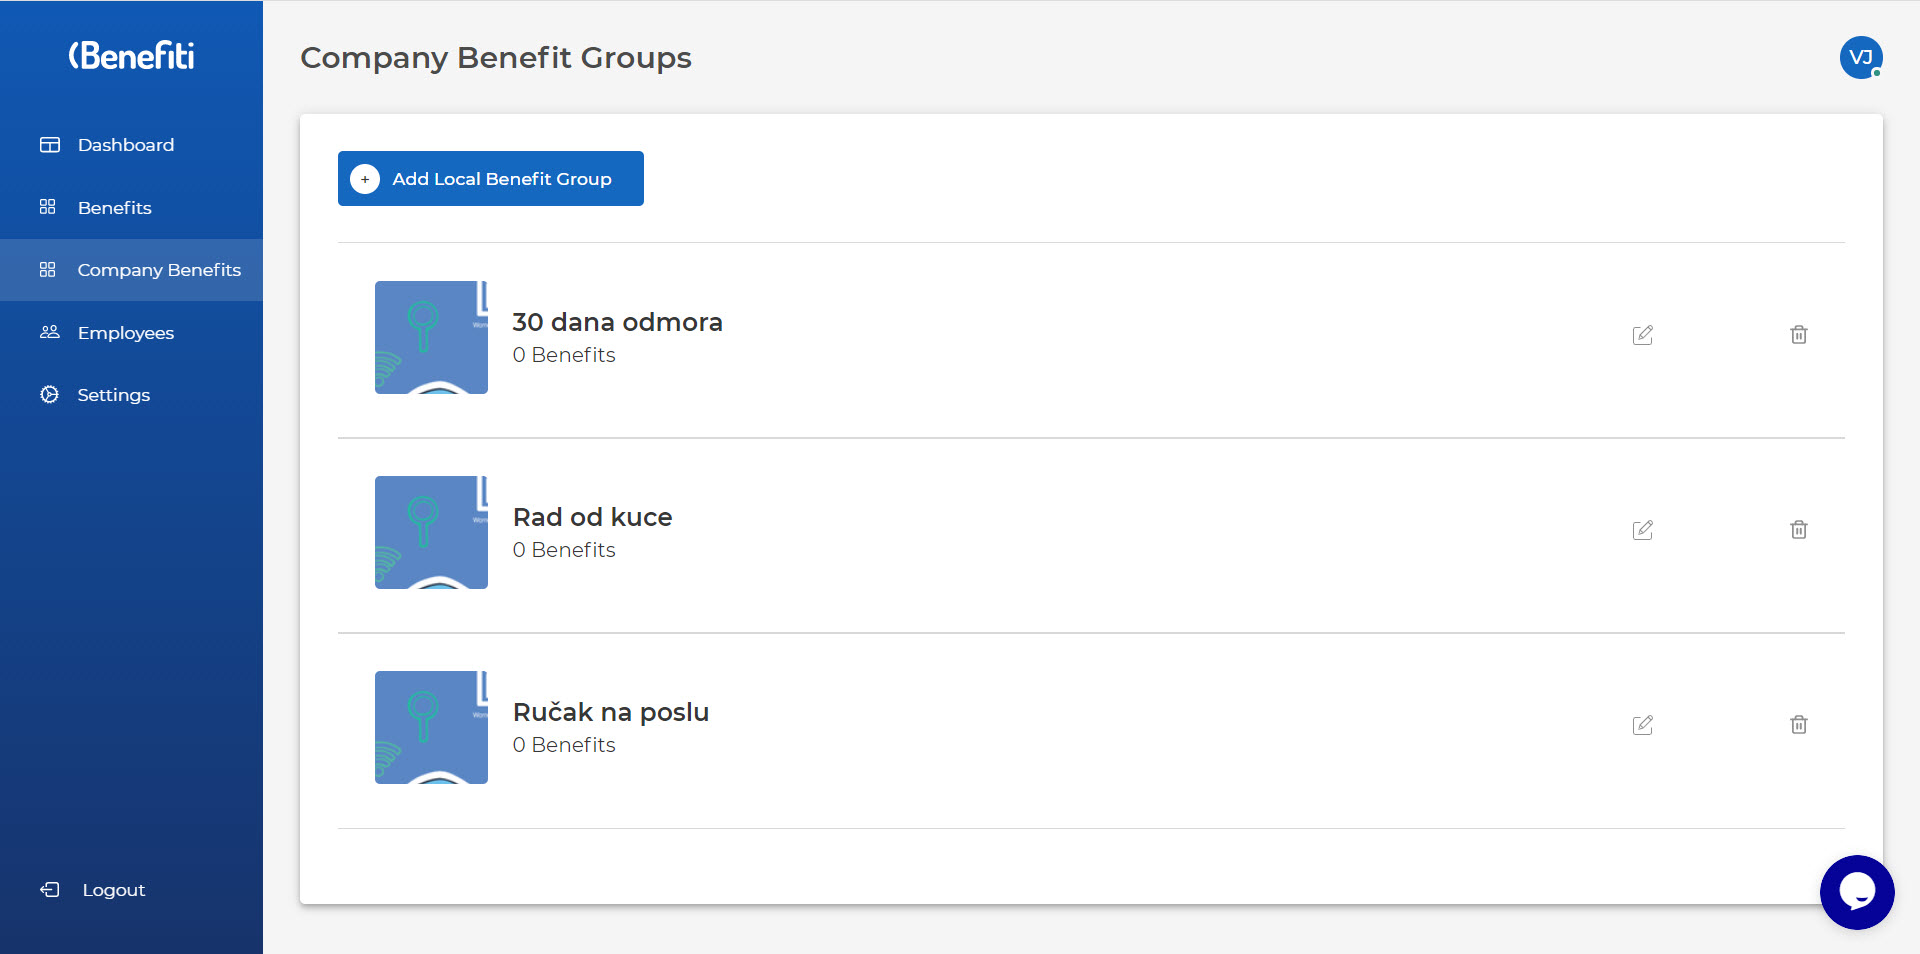 Benefiti
Company Benefit Groups
VJ
Dashboard
Benefits
Company Benefits
Employees
Settings
Logout
+ Add Local Benefit Group
30 dana odmora
0 Benefits
Rad od kuce
0 Benefits
Ručak na poslu
0 Benefits